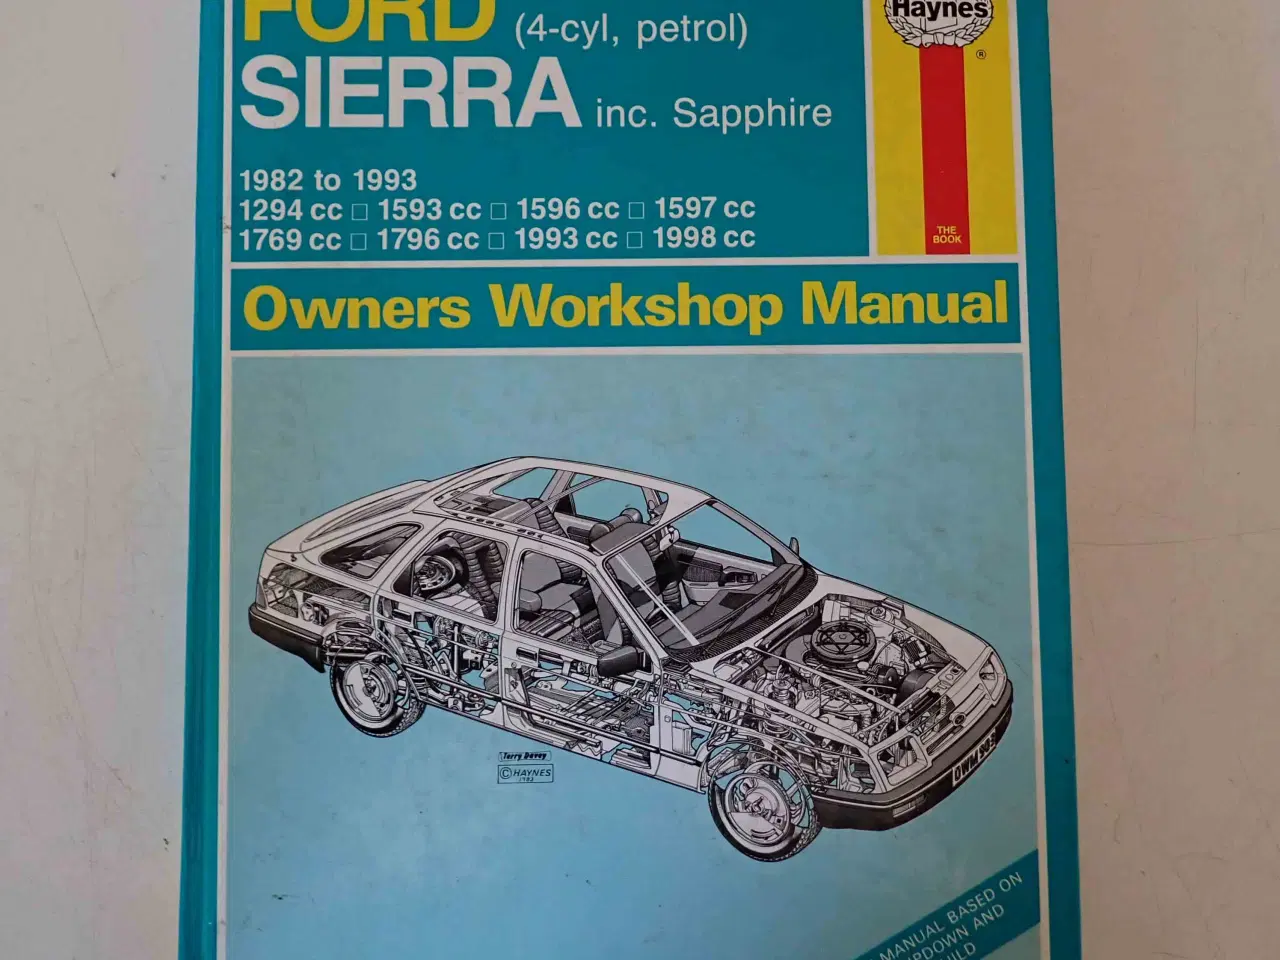 FORD (4-cyl, petrol)
SIERRA inc. Sapphire
1982 to 1993
1294 cc □ 1593 cc □ 1596 cc □ 1597 cc
1769 cc □ 1796 cc □ 1993 cc □ 1998 cc
Haynes
®
THE
BOOK
Owners Workshop Manual
Terry Davey
© HAYNES
1983
MANUAL BASED ON
AND